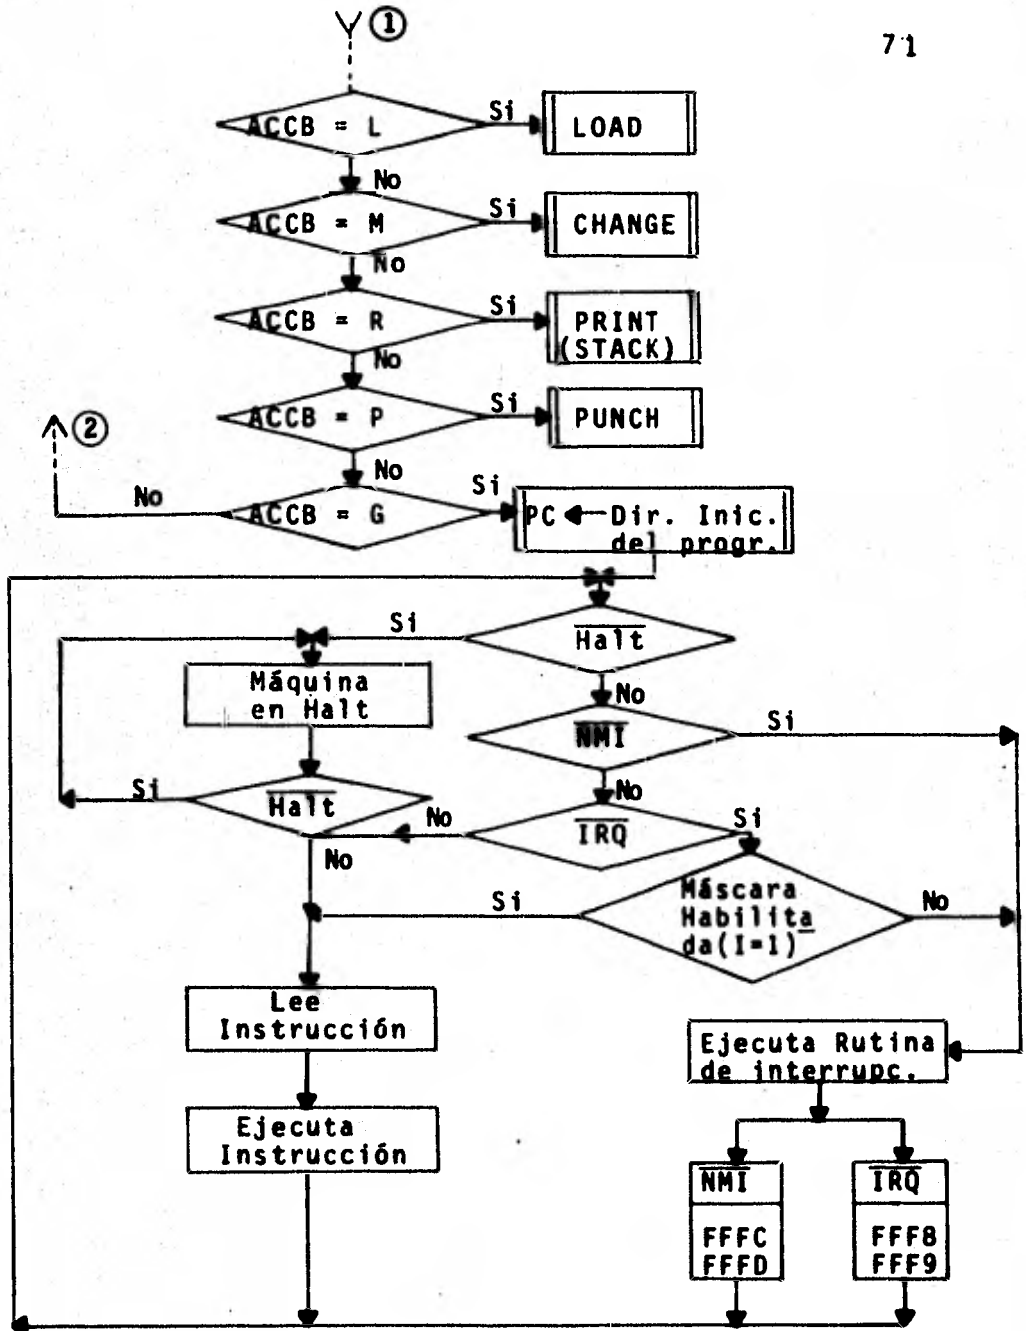 1
71
ACCB = L
Si
LOAD
No
ACCB = M
Si
CHANGE
No
ACCB = R
Si
PRINT
(STACK)
No
ACCB = P
Si
PUNCH
2
No
No
ACCB = G
Si
PC ← Dir. Inic.
del progr.
Si
Halt
Máquina
en Halt
No
NMI
Si
Si
Halt
No
No
IRQ
Si
No
Máscara
Habilita
da(I=1)
Si
No
Lee
Instrucción
Ejecuta Rutina
de interrupc.
Ejecuta
Instrucción
NMI
IRQ
FFFC
FFFD
FFF8
FFF9